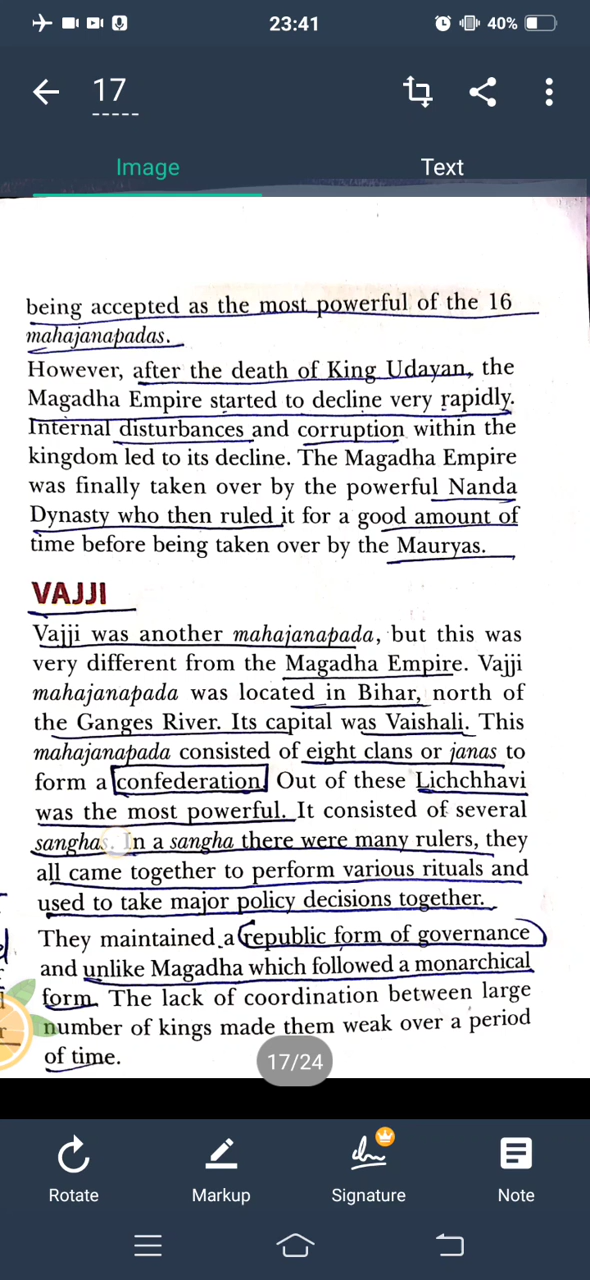 23:41
40%
17
Image
Text
being accepted as the most powerful of the 16
mahajanapadas.
However, after the death of King Udayan, the
Magadha Empire started to decline very rapidly.
Internal disturbances and corruption within the
kingdom led to its decline. The Magadha Empire
was finally taken over by the powerful Nanda
Dynasty who then ruled it for a good amount of
time before being taken over by the Mauryas.
VAJJI
Vajji was another mahajanapada, but this was
very different from the Magadha Empire. Vajji
mahajanapada was located in Bihar, north of
the Ganges River. Its capital was Vaishali. This
mahajanapada consisted of eight clans or janas to
form a confederation. Out of these Lichchhavi
was the most powerful. It consisted of several
sanghas. In a sangha there were many rulers, they
all came together to perform various rituals and
used to take major policy decisions together.
They maintained a republic form of governance
and unlike Magadha which followed a monarchical
form. The lack of coordination between large
number of kings made them weak over a period
of time.
17/24
Rotate
Markup
Signature
Note